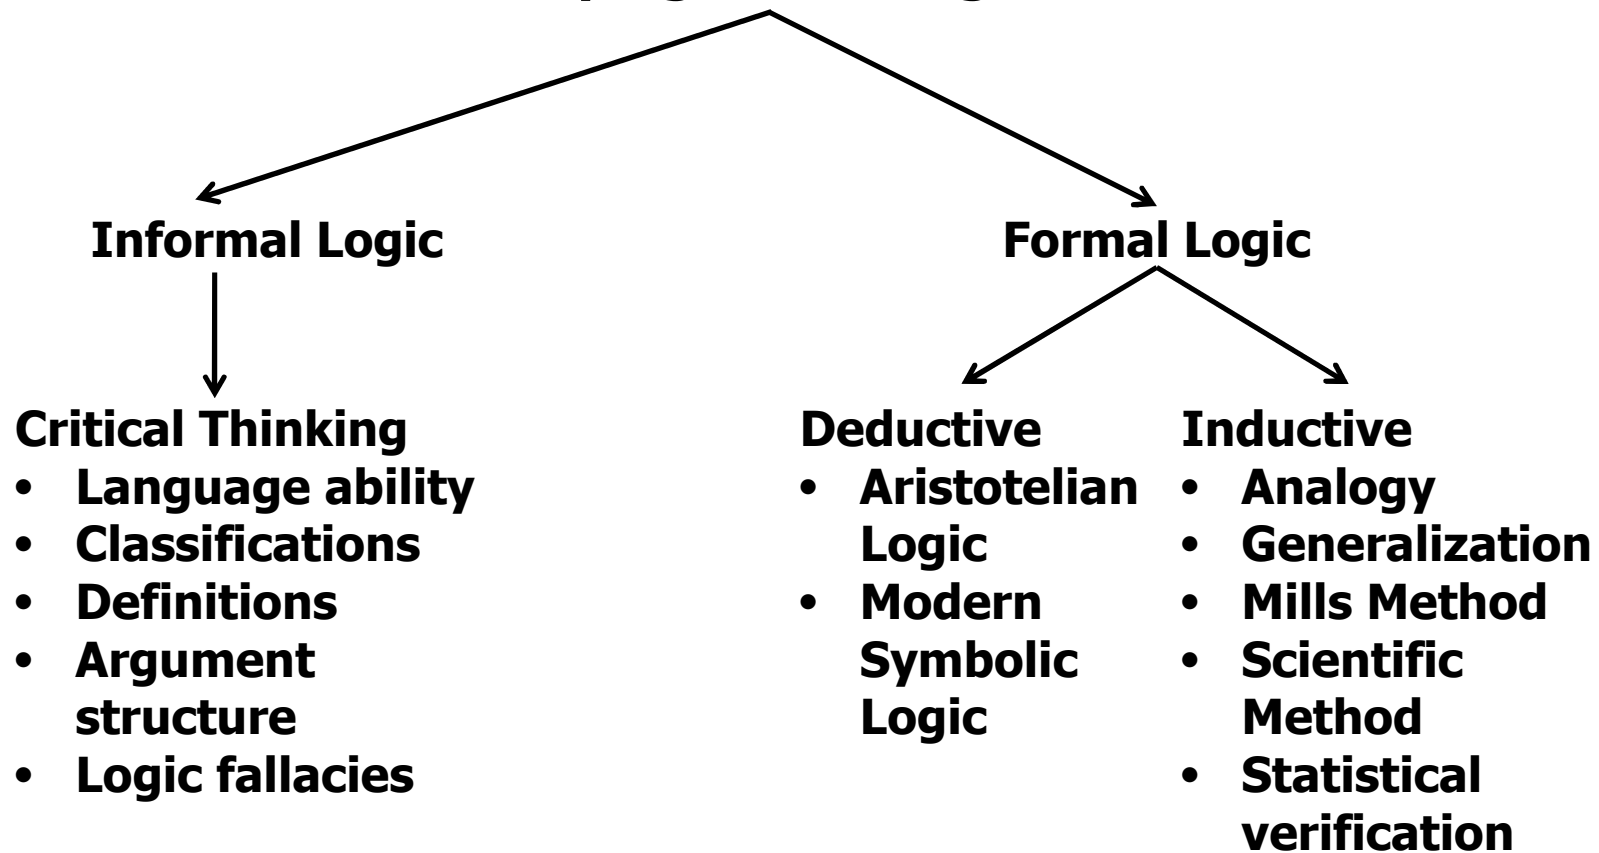 Informal Logic
Formal Logic
Critical Thinking
• Language ability
• Classifications
• Definitions
• Argument
structure
• Logic fallacies
Deductive
• Aristotelian
Logic
• Modern
Symbolic
Logic
Inductive
• Analogy
• Generalization
• Mills Method
• Scientific
Method
• Statistical
verification